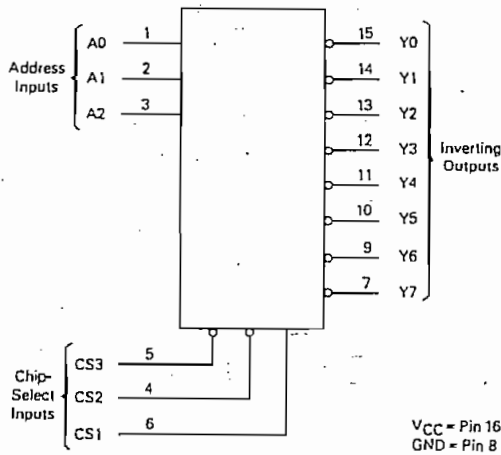 Address
Inputs
A0 1
A1 2
A2 3
15 Y0
14 Y1
13 Y2
12 Y3
11 Y4
10 Y5
9 Y6
7 Y7
Inverting
Outputs
Chip-
Select
Inputs
CS3 5
CS2 4
CS1 6
VCC = Pin 16
GND = Pin 8